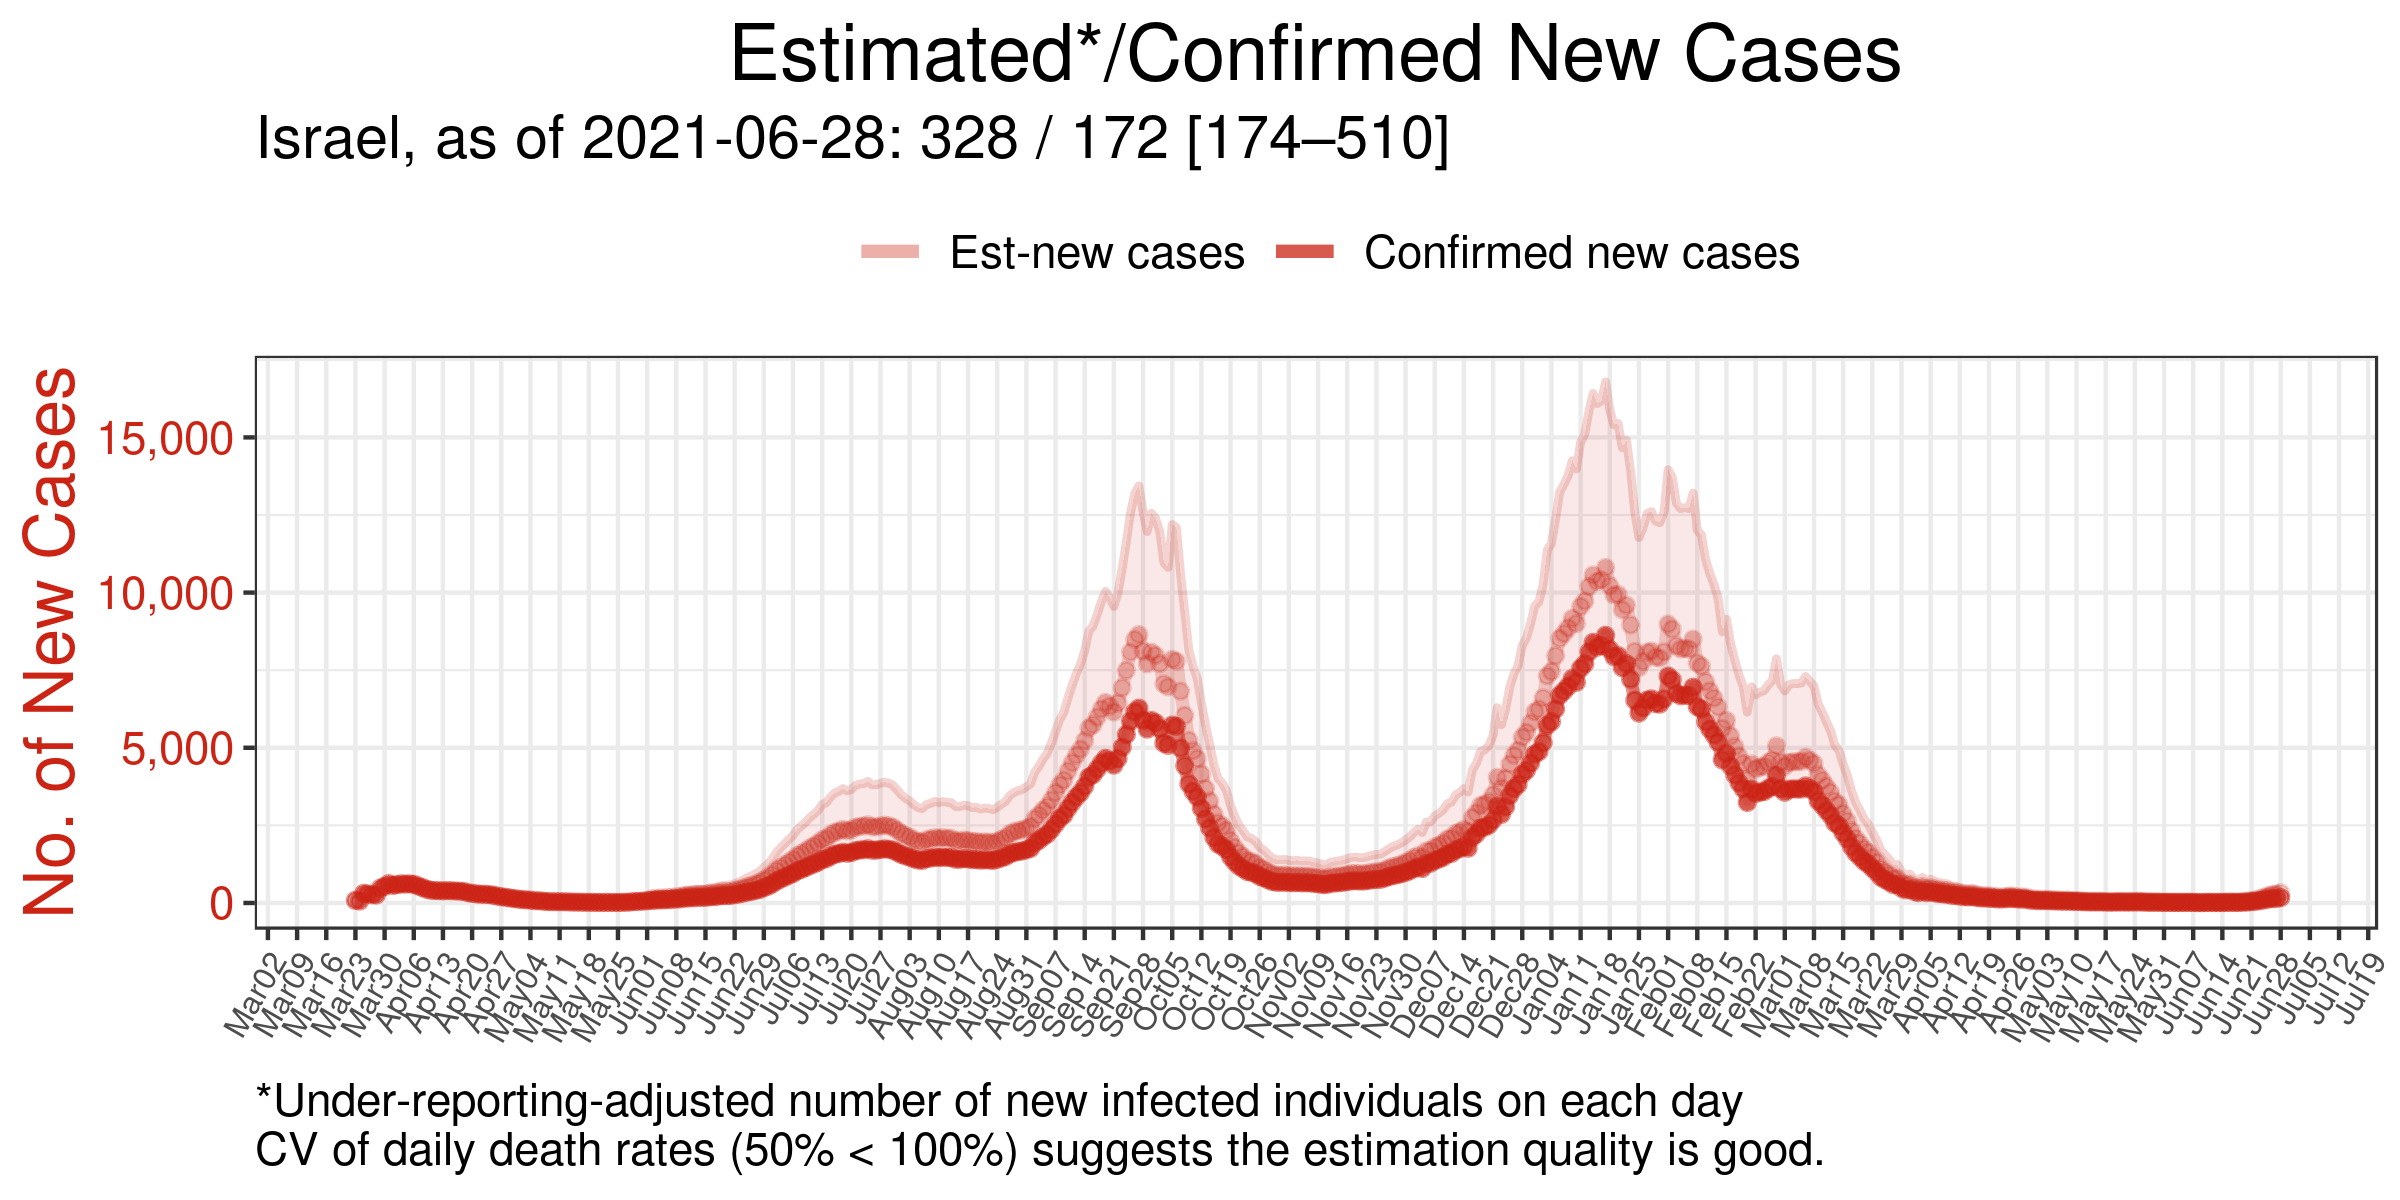 Estimated*/Confirmed New Cases
Israel, as of 2021-06-28: 328 / 172 [174–510]
Est-new cases Confirmed new cases
No. of New Cases
15,000
10,000
5,000
0
Mar02 Mar09 Mar16 Mar23 Mar30 Apr06 Apr13 Apr20 Apr27 May04 May11 May18 May25 Jun01 Jun08 Jun15 Jun22 Jun29 Jul06 Jul13 Jul20 Jul27 Aug03 Aug10 Aug17 Aug24 Aug31 Sep07 Sep14 Sep21 Sep28 Oct05 Oct12 Oct19 Oct26 Nov02 Nov09 Nov16 Nov23 Nov30 Dec07 Dec14 Dec21 Dec28 Jan04 Jan11 Jan18 Jan25 Feb01 Feb08 Feb15 Feb22 Mar01 Mar08 Mar15 Mar22 Mar29 Apr05 Apr12 Apr19 Apr26 May03 May10 May17 May24 May31 Jun07 Jun14 Jun21 Jun28 Jul05 Jul12 Jul19
*Under-reporting-adjusted number of new infected individuals on each day
CV of daily death rates (50% < 100%) suggests the estimation quality is good.